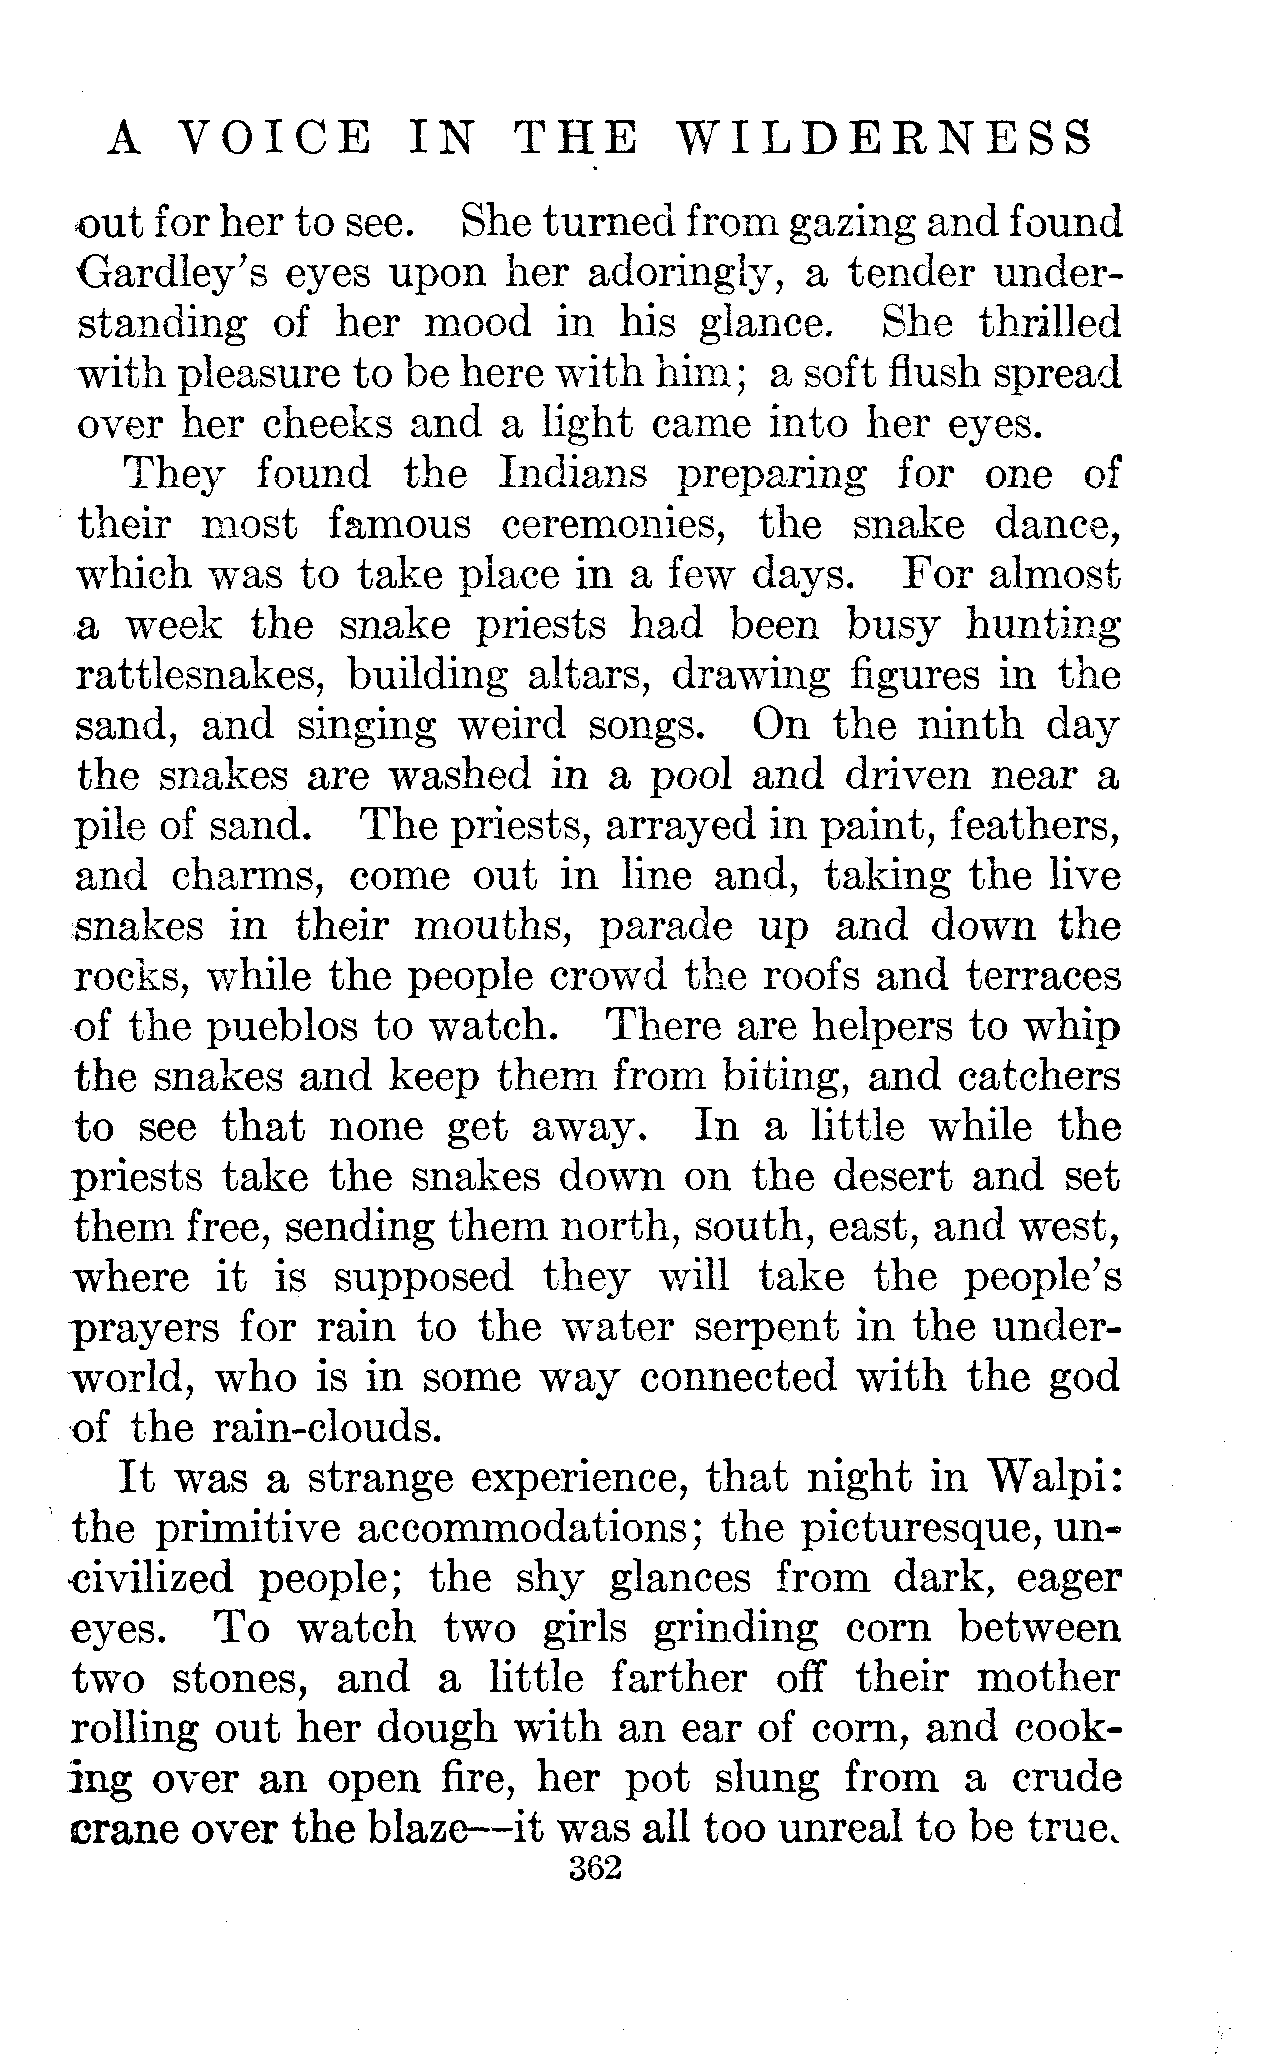 A VOICE IN THE WILDERNESS
out for her to see. She turned from gazing and found
Gardley's eyes upon her adoringly, a tender under-
standing of her mood in his glance. She thrilled
with pleasure to be here with him; a soft flush spread
over her cheeks and a light came into her eyes.
They found the Indians preparing for one of
their most famous ceremonies, the snake dance,
which was to take place in a few days. For almost
a week the snake priests had been busy hunting
rattlesnakes, building altars, drawing figures in the
sand, and singing weird songs. On the ninth day
the snakes are washed in a pool and driven near a
pile of sand. The priests, arrayed in paint, feathers,
and charms, come out in line and, taking the live
snakes in their mouths, parade up and down the
rocks, while the people crowd the roofs and terraces
of the pueblos to watch. There are helpers to whip
the snakes and keep them from biting, and catchers
to see that none get away. In a little while the
priests take the snakes down on the desert and set
them free, sending them north, south, east, and west,
where it is supposed they will take the people's
prayers for rain to the water serpent in the under-
world, who is in some way connected with the god
of the rain-clouds.
It was a strange experience, that night in Walpi:
the primitive accommodations; the picturesque, un-
civilized people; the shy glances from dark, eager
eyes. To watch two girls grinding corn between
two stones, and a little farther off their mother
rolling out her dough with an ear of corn, and cook-
ing over an open fire, her pot slung from a crude
crane over the blaze—it was all too unreal to be true.
362